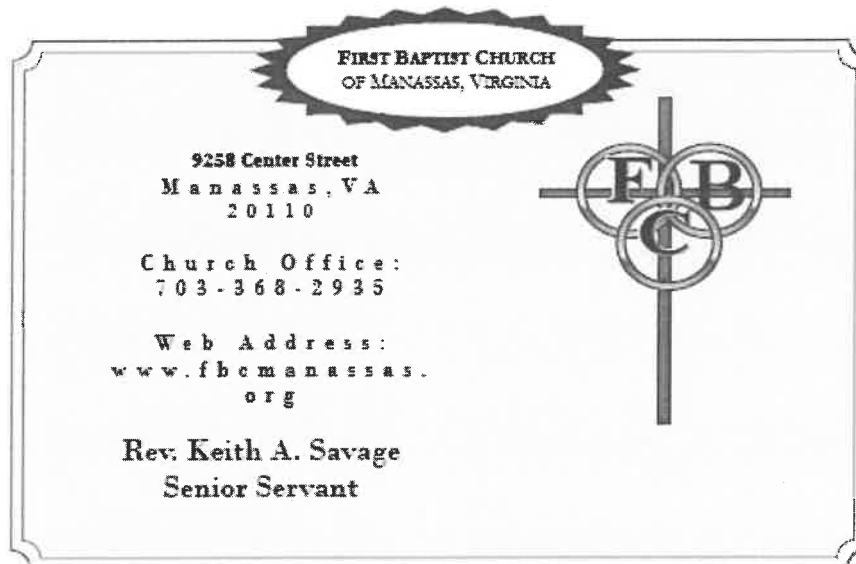 FIRST BAPTIST CHURCH
OF MANASSAS, VIRGINIA
9258 Center Street
Manassas, VA
20110
Church Office:
703-368-2935
Web Address:
www.fbcmanassas.
org
Rev. Keith A. Savage
Senior Servant
F B
C